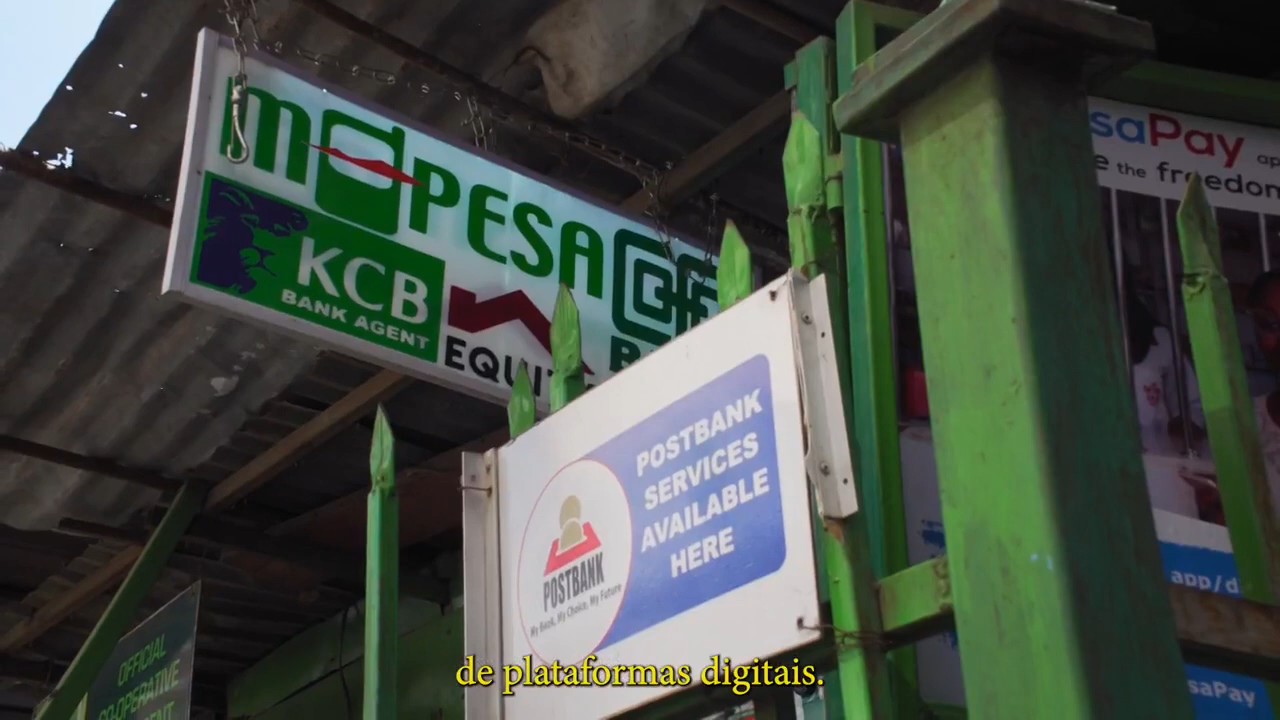 M-PESA
KCB
BANK AGENT
POSTBANK
SERVICES
AVAILABLE
HERE
POSTBANK
My Bank, My Choice, My Future
saPay
the freedom
app/d
saPay
OFFICIAL
CO-OPERATIVE
de plataformas digitais.